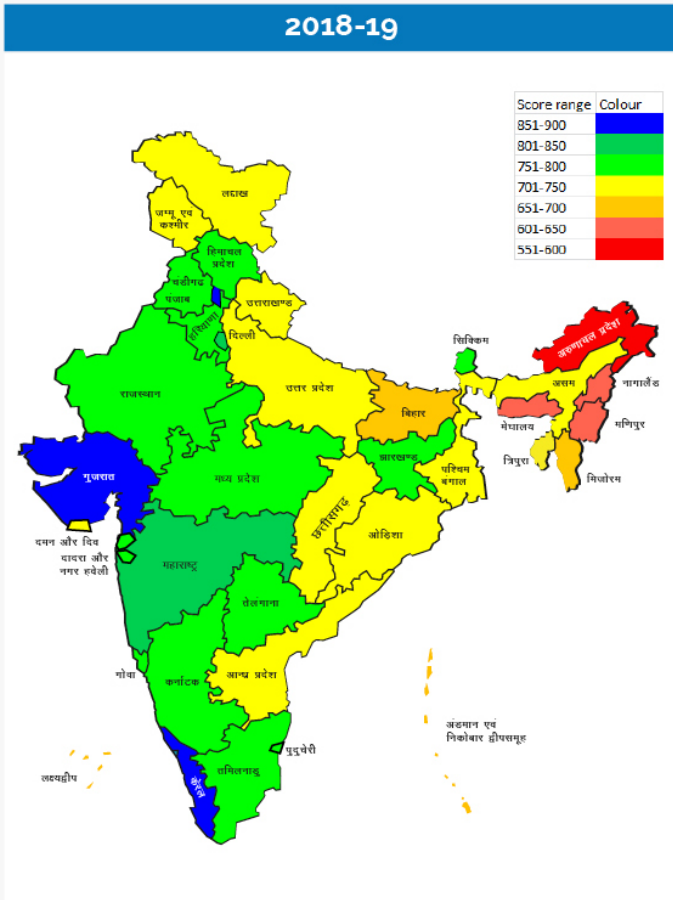 2018-19
Score range Colour
851-900
801-850
751-800
701-750
651-700
601-650
551-600
लद्दाख
जम्मू एवं
कश्मीर
हिमाचल
प्रदेश
चंडीगढ़
पंजाब
हरियाणा
उत्तराखण्ड
दिल्ली
राजस्थान
उत्तर प्रदेश
बिहार
सिक्किम
अरुणाचल प्रदेश
असम
नागालैंड
मेघालय
मणिपुर
त्रिपुरा
मिजोरम
गुजरात
मध्य प्रदेश
झारखण्ड
पश्चिम
बंगाल
छत्तीसगढ़
ओड़िशा
दमन और दिव
दादरा और
नगर हवेली
महाराष्ट्र
तेलंगाना
गोवा
कर्नाटक
आन्ध्र प्रदेश
अंडमान एवं
निकोबार द्वीपसमूह
पुदुचेरी
लक्ष्यद्वीप
केरल
तमिलनाडु